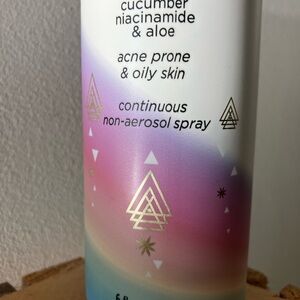 cucumber
niacinamide
& aloe
acne prone
& oily skin
continuous
non-aerosol spray